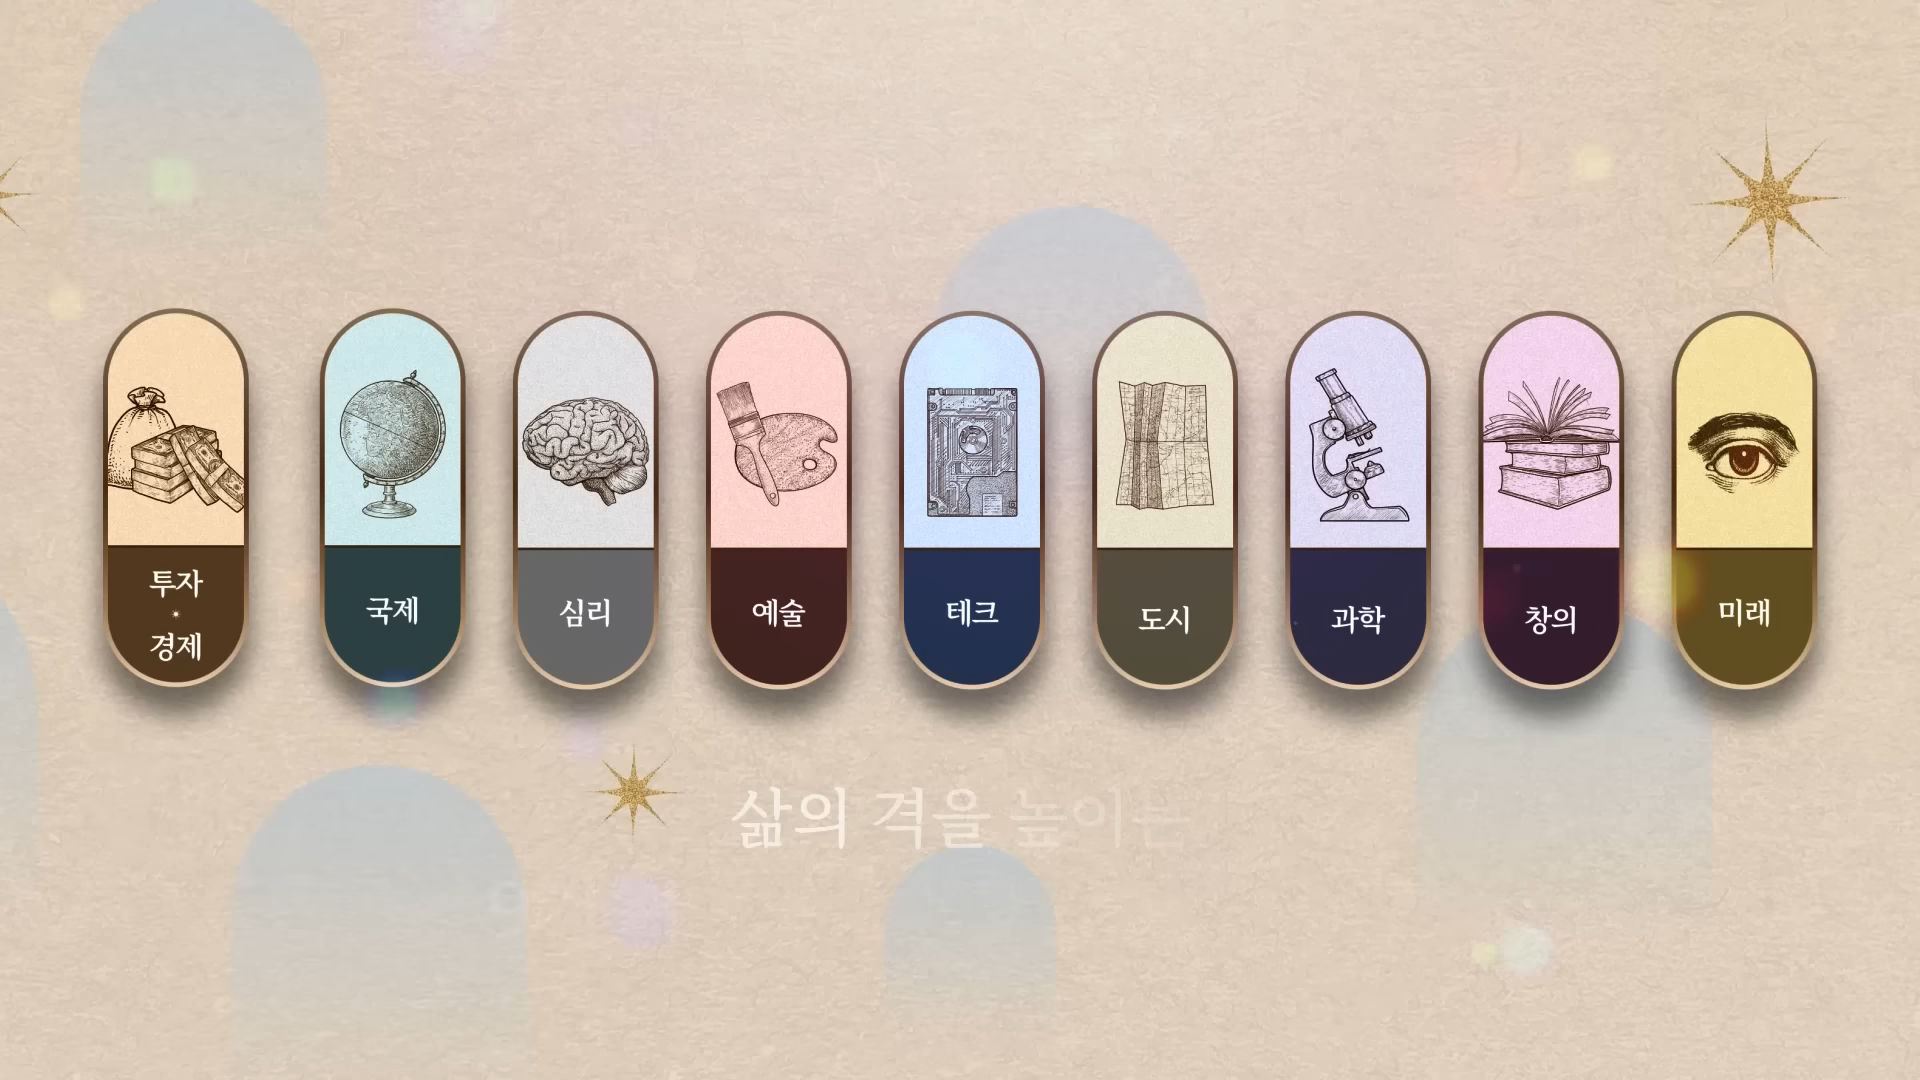 투자
·
경제
국제
심리
예술
테크
도시
과학
창의
미래
삶의 격을 높이는